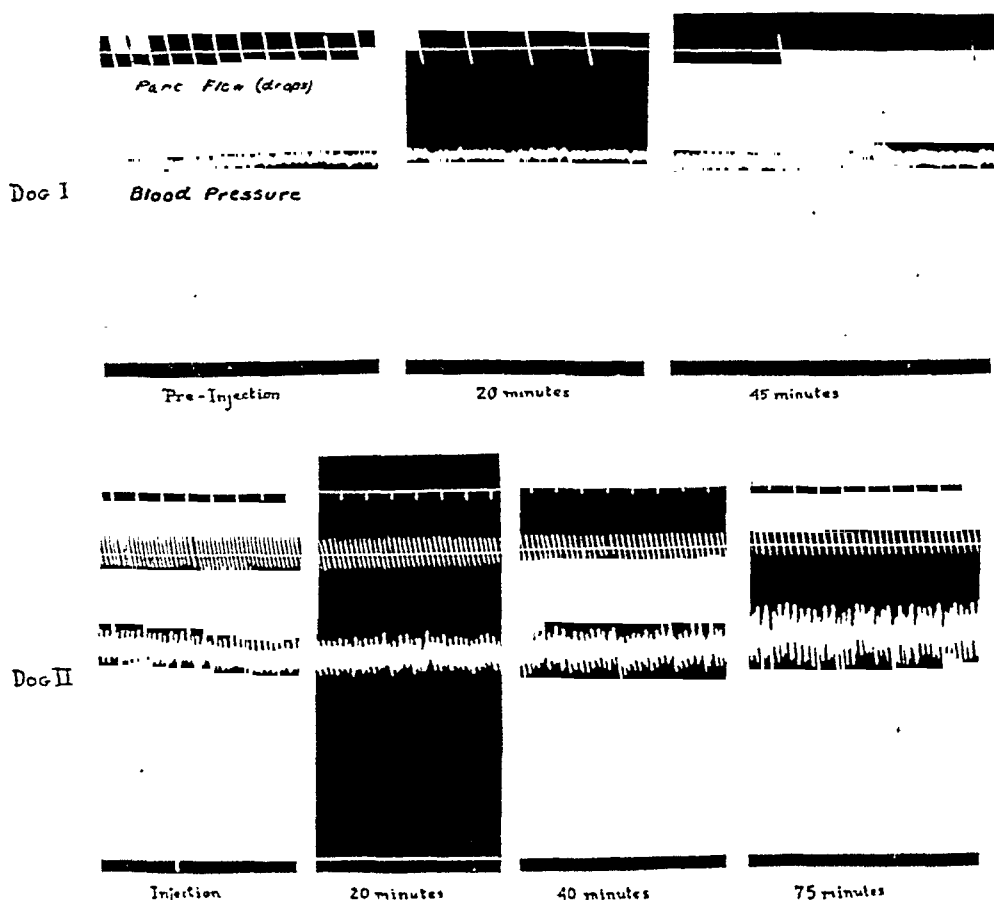 Panc Flow (drops)
Dog I
Blood Pressure
Pre-Injection
20 minutes
45 minutes
Dog II
Injection
20 minutes
40 minutes
75 minutes